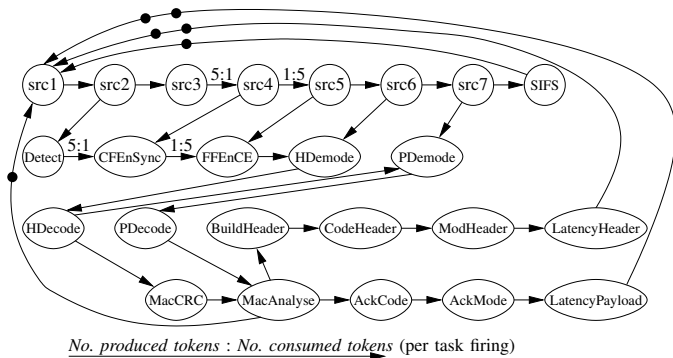 src1 src2 src3 5:1 src4 1:5 src5 src6 src7 SIFS
Detect 5:1 CFEnSync 1:5 FFEnCE HDemode PDemode
HDecode PDecode BuildHeader CodeHeader ModHeader LatencyHeader
MacCRC MacAnalyse AckCode AckMode LatencyPayload
No. produced tokens : No. consumed tokens (per task firing)